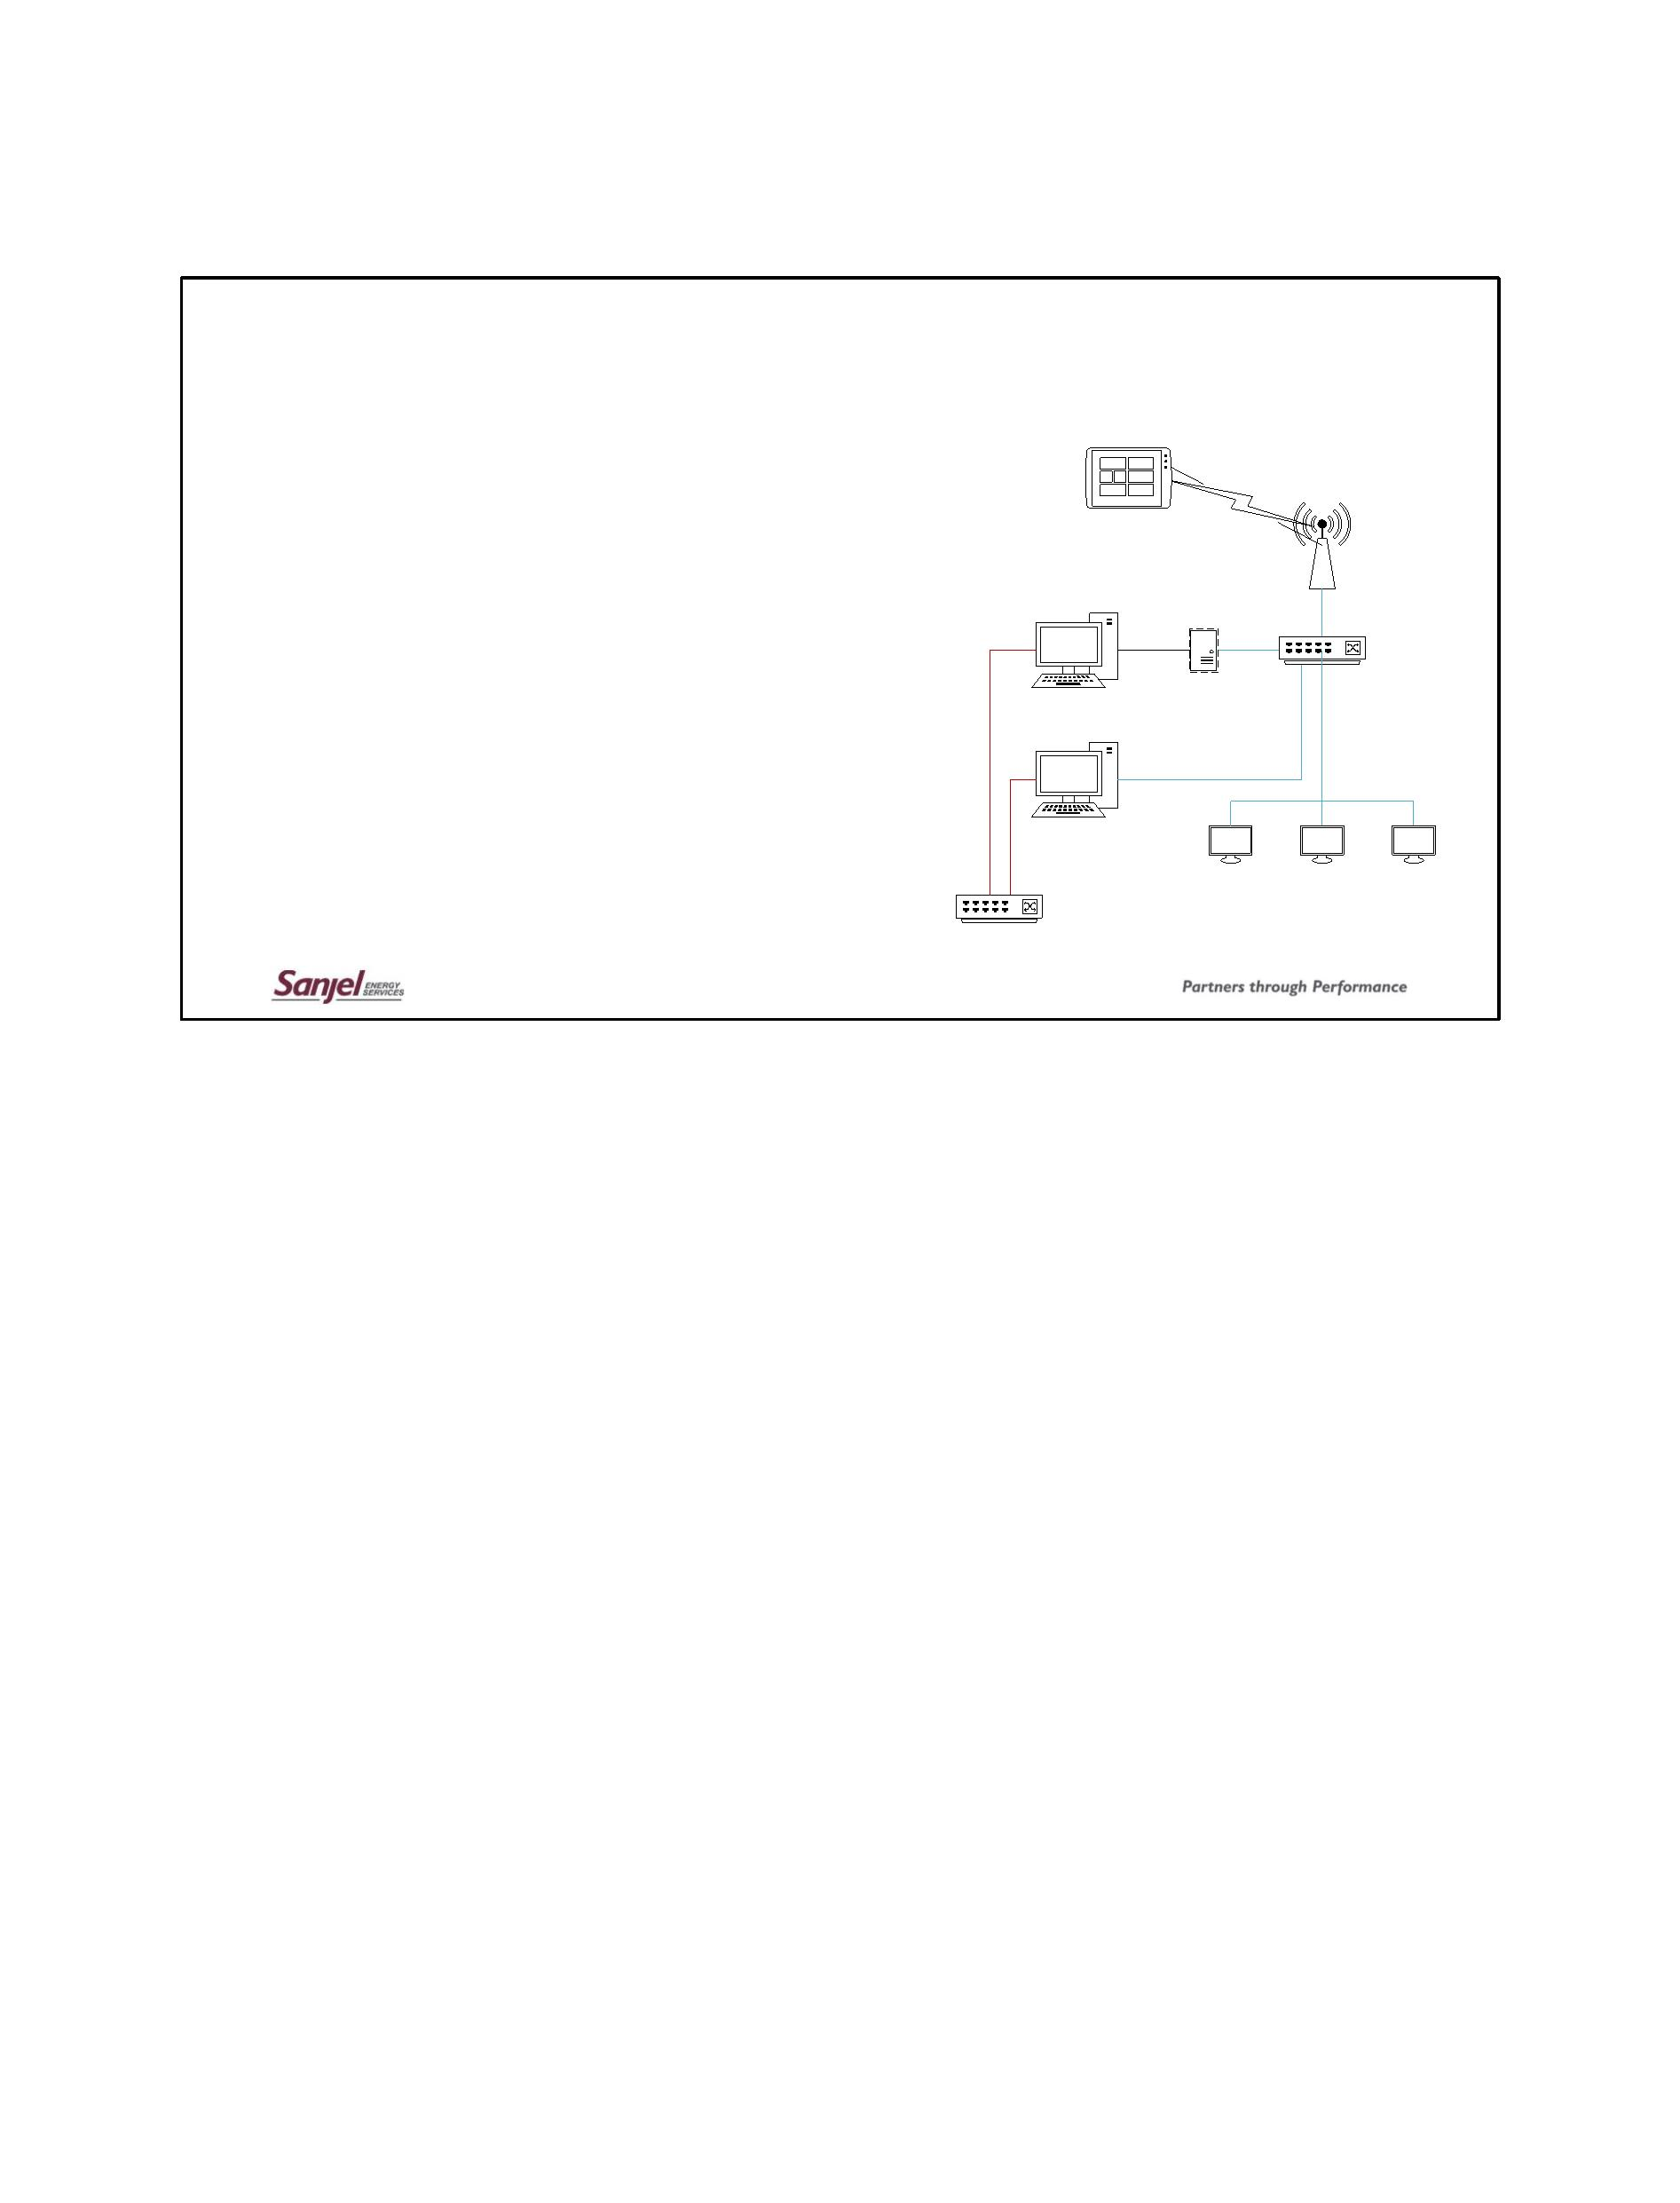 Sanjel ENERGY
SERVICES
Partners through Performance